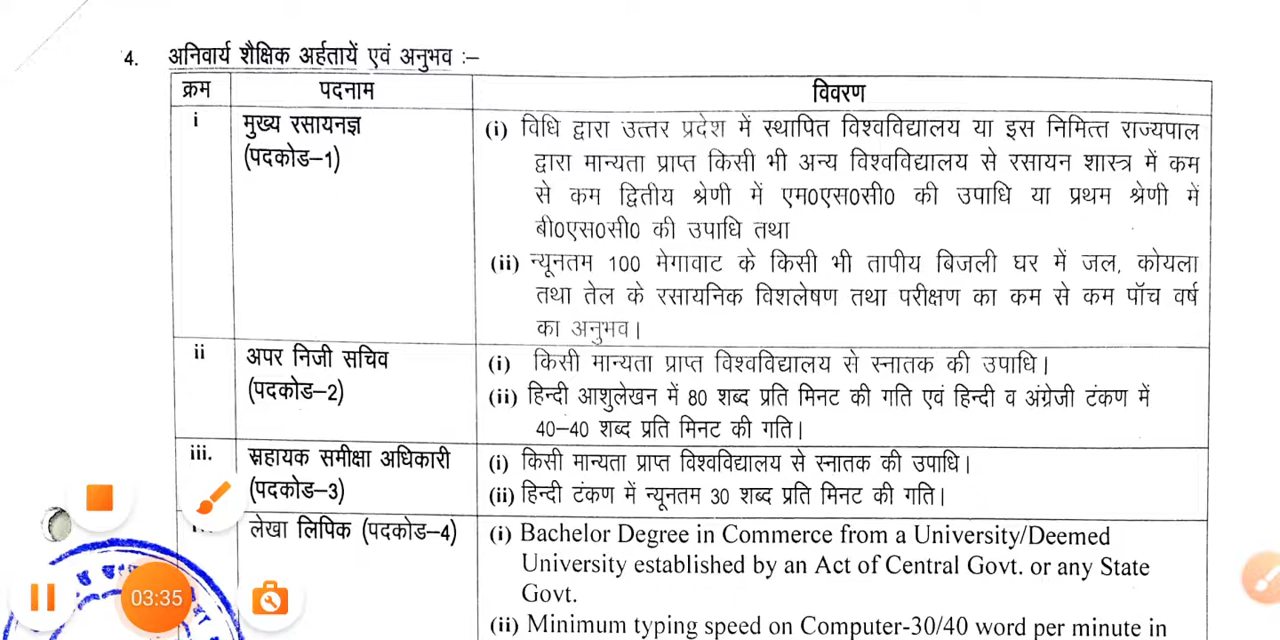 4. अनिवार्य शैक्षिक अर्हतायें एवं अनुभव :–
क्रम पदनाम विवरण
i मुख्य रसायनज्ञ (i) विधि द्वारा उत्तर प्रदेश में स्थापित विश्वविद्यालय या इस निमित्त राज्यपाल
(पदकोड–1) द्वारा मान्यता प्राप्त किसी भी अन्य विश्वविद्यालय से रसायन शास्त्र में कम
से कम द्वितीय श्रेणी में एम0एस0सी0 की उपाधि या प्रथम श्रेणी में
बी0एस0सी0 की उपाधि तथा
(ii) न्यूनतम 100 मेगावाट के किसी भी तापीय बिजली घर में जल, कोयला
तथा तेल के रसायनिक विशलेषण तथा परीक्षण का कम से कम पॉच वर्ष
का अनुभव।
ii अपर निजी सचिव (i) किसी मान्यता प्राप्त विश्वविद्यालय से स्नातक की उपाधि।
(पदकोड–2) (ii) हिन्दी आशुलेखन में 80 शब्द प्रति मिनट की गति एवं हिन्दी व अंग्रेजी टंकण में
40–40 शब्द प्रति मिनट की गति।
iii. सहायक समीक्षा अधिकारी (i) किसी मान्यता प्राप्त विश्वविद्यालय से स्नातक की उपाधि।
(पदकोड–3) (ii) हिन्दी टंकण में न्यूनतम 30 शब्द प्रति मिनट की गति।
लेखा लिपिक (पदकोड–4) (i) Bachelor Degree in Commerce from a University/Deemed
University established by an Act of Central Govt. or any State
Govt.
(ii) Minimum typing speed on Computer-30/40 word per minute in
03:35